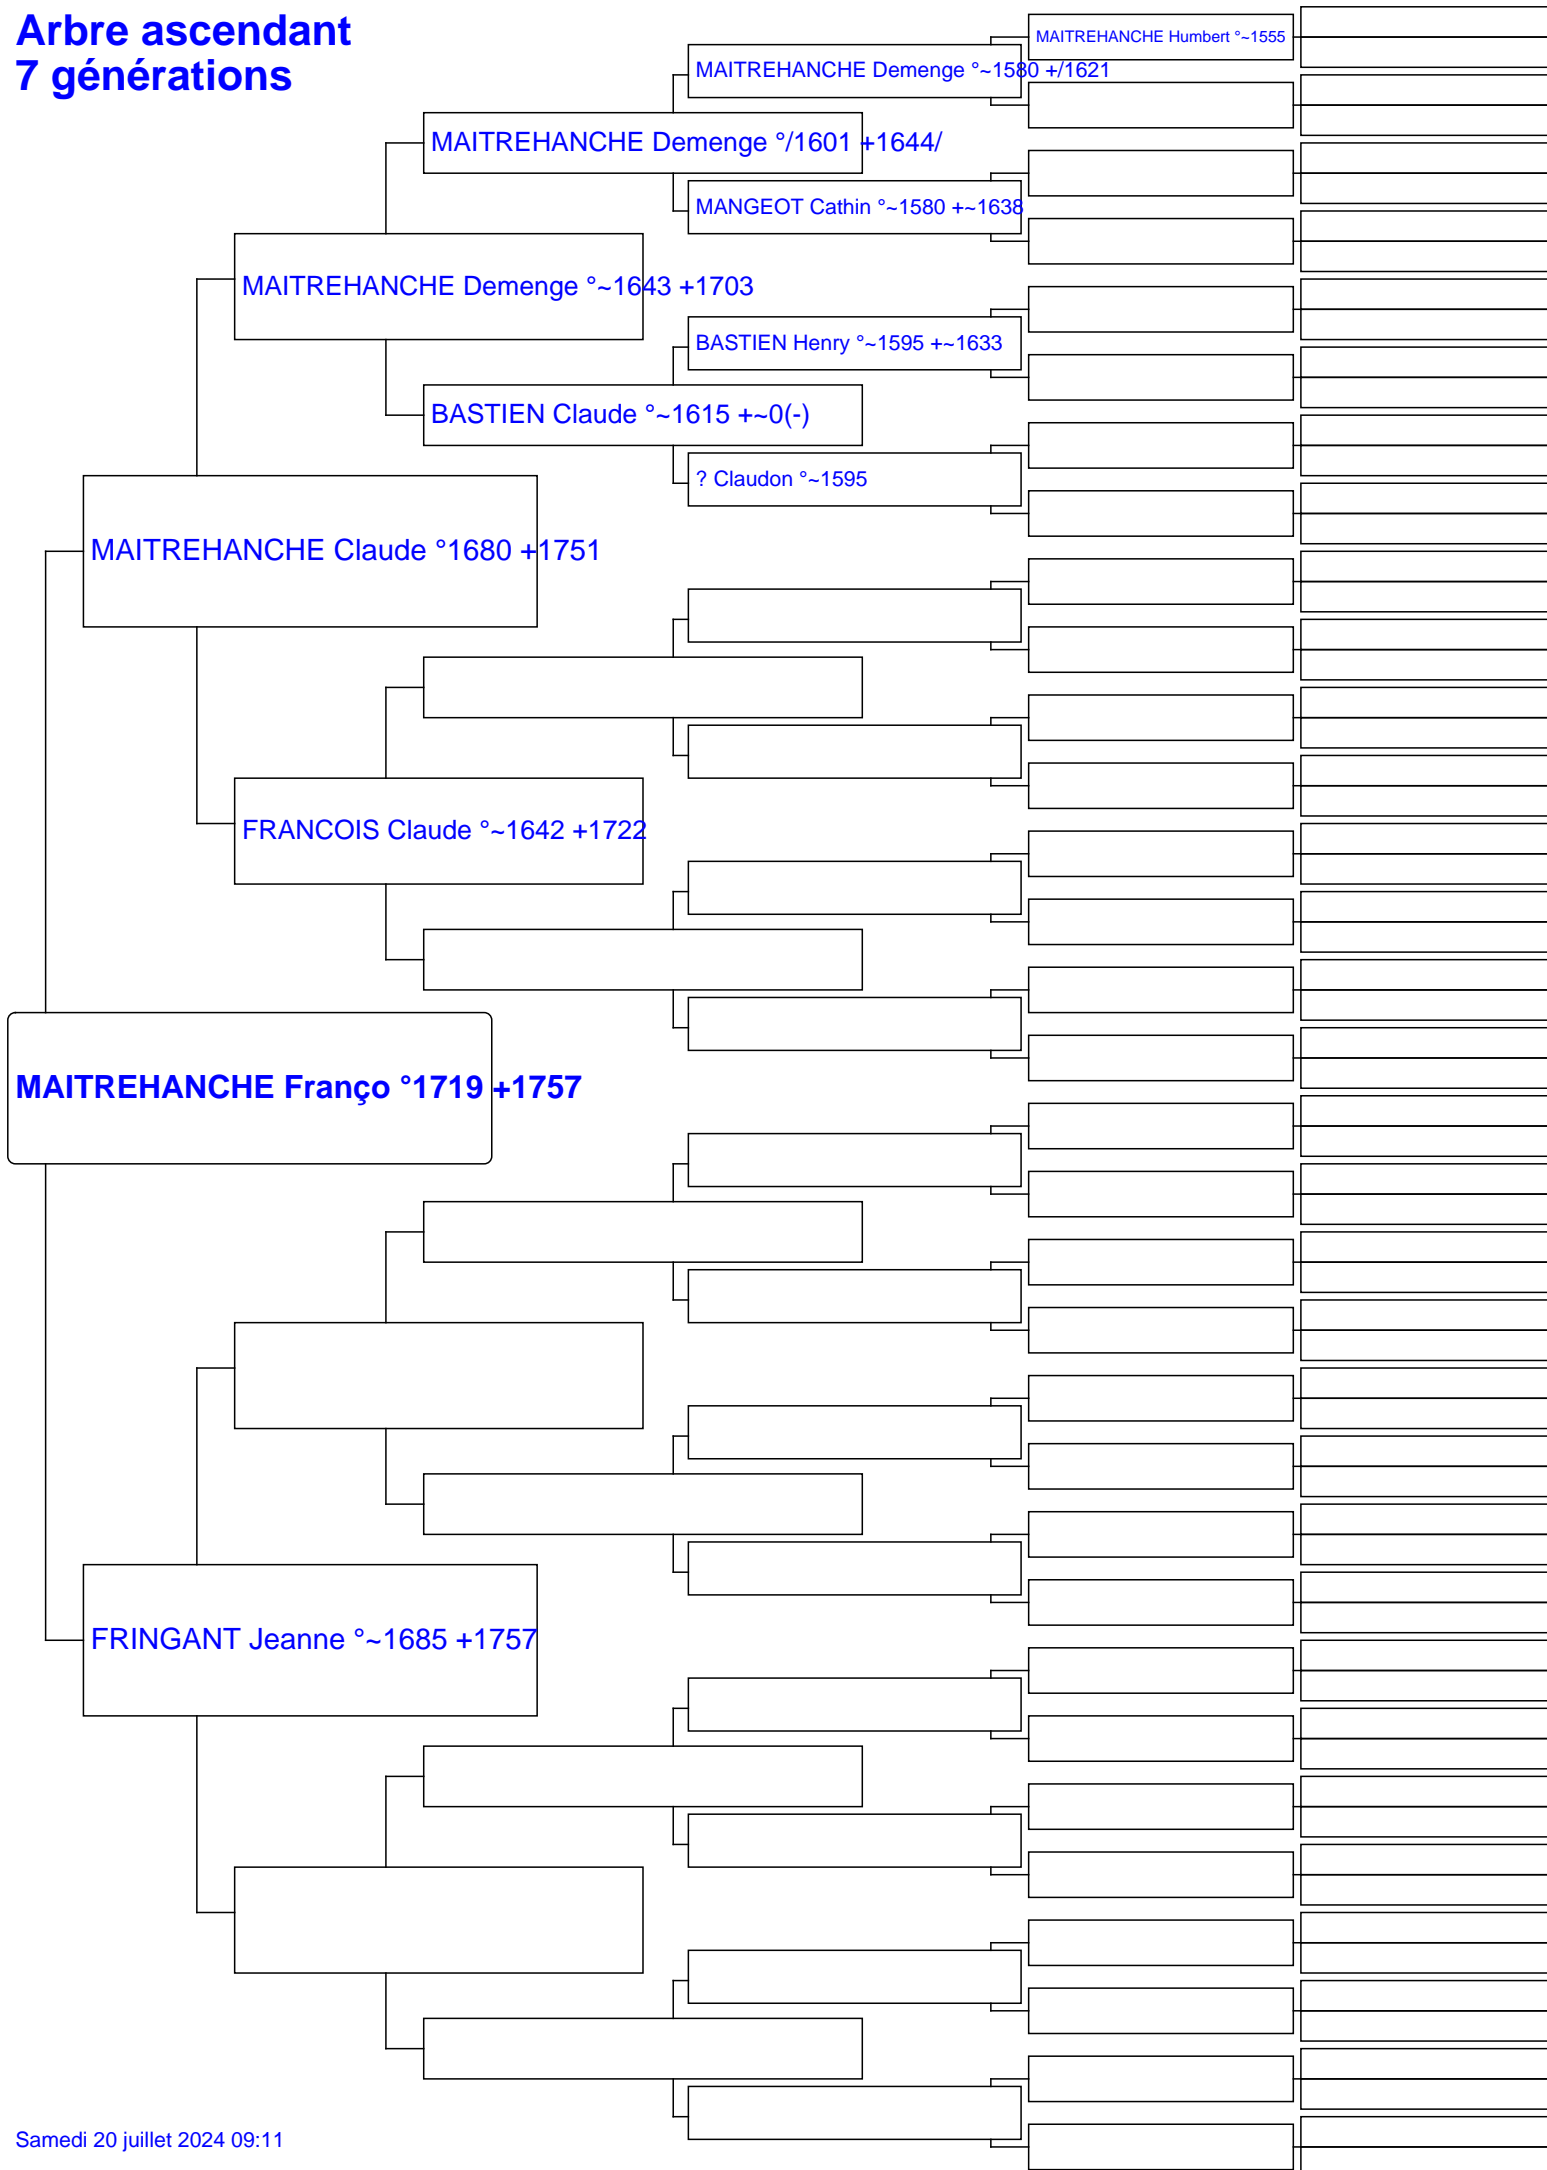 Arbre ascendant
7 générations
MAITREHANCHE Humbert °~1555
MAITREHANCHE Demenge °~1580 +/1621
MAITREHANCHE Demenge °/1601 +1644/
MANGEOT Cathin °~1580 +~1638
MAITREHANCHE Demenge °~1643 +1703
BASTIEN Henry °~1595 +~1633
BASTIEN Claude °~1615 +~0(-)
? Claudon °~1595
MAITREHANCHE Claude °1680 +1751
FRANCOIS Claude °~1642 +1722
MAITREHANCHE Franço °1719 +1757
FRINGANT Jeanne °~1685 +1757
Samedi 20 juillet 2024 09:11